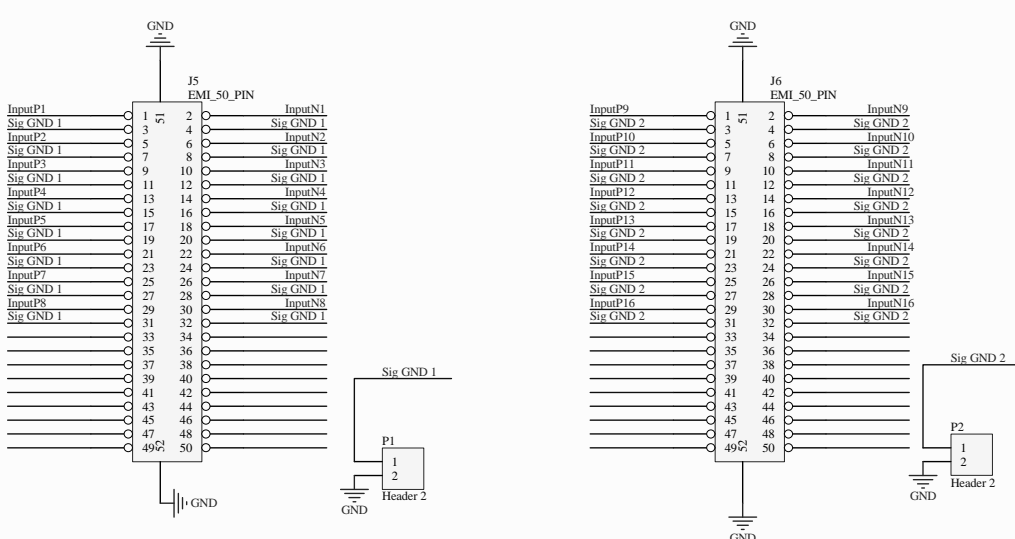 GND
J5
EMI_50_PIN
51
InputP1 1 2 InputN1
Sig GND 1 3 4 Sig GND 1
InputP2 5 6 InputN2
Sig GND 1 7 8 Sig GND 1
InputP3 9 10 InputN3
Sig GND 1 11 12 Sig GND 1
InputP4 13 14 InputN4
Sig GND 1 15 16 Sig GND 1
InputP5 17 18 InputN5
Sig GND 1 19 20 Sig GND 1
InputP6 21 22 InputN6
Sig GND 1 23 24 Sig GND 1
InputP7 25 26 InputN7
Sig GND 1 27 28 Sig GND 1
InputP8 29 30 InputN8
Sig GND 1 31 32 Sig GND 1
33 34
35 36
37 38
39 40
41 42
43 44
45 46
47 48
49 50
52
GND
Sig GND 1
P1
1
2
Header 2
GND
GND
J6
EMI_50_PIN
51
InputP9 1 2 InputN9
Sig GND 2 3 4 Sig GND 2
InputP10 5 6 InputN10
Sig GND 2 7 8 Sig GND 2
InputP11 9 10 InputN11
Sig GND 2 11 12 Sig GND 2
InputP12 13 14 InputN12
Sig GND 2 15 16 Sig GND 2
InputP13 17 18 InputN13
Sig GND 2 19 20 Sig GND 2
InputP14 21 22 InputN14
Sig GND 2 23 24 Sig GND 2
InputP15 25 26 InputN15
Sig GND 2 27 28 Sig GND 2
InputP16 29 30 InputN16
Sig GND 2 31 32 Sig GND 2
33 34
35 36
37 38
39 40
41 42
43 44
45 46
47 48
49 50
52
GND
Sig GND 2
P2
1
2
Header 2
GND